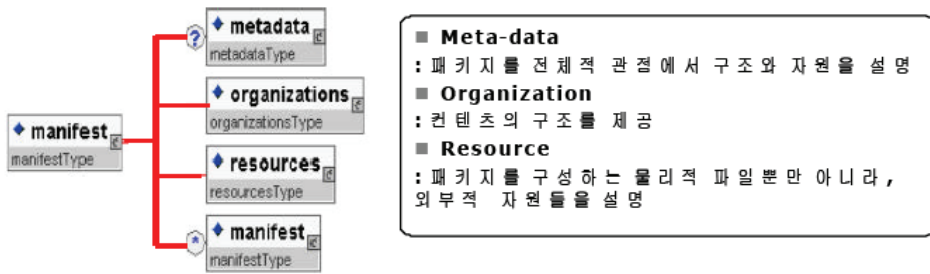 manifest
manifestType
?
metadata
metadataType
organizations
organizationsType
resources
resourcesType
*
manifest
manifestType
■ Meta-data
: 패키지를 전체적 관점에서 구조와 자원을 설명
■ Organization
: 컨텐츠의 구조를 제공
■ Resource
: 패키지를 구성하는 물리적 파일뿐만 아니라,
외부적 자원들을 설명